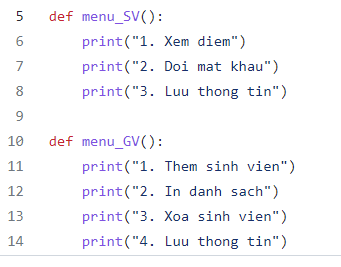 5 def menu_SV():
6     print("1. Xem diem")
7     print("2. Doi mat khau")
8     print("3. Luu thong tin")
9
10 def menu_GV():
11     print("1. Them sinh vien")
12     print("2. In danh sach")
13     print("3. Xoa sinh vien")
14     print("4. Luu thong tin")